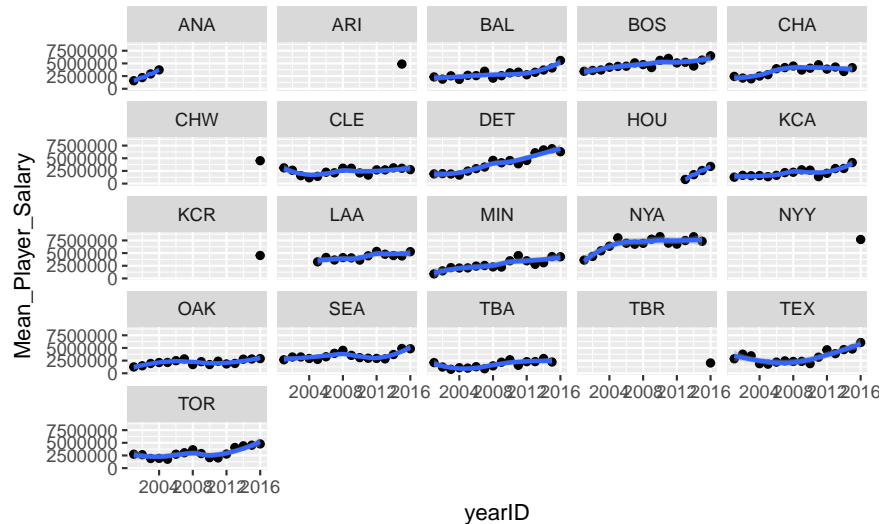 ANA ARI BAL BOS CHA
7500000
5000000
2500000
0
CHW CLE DET HOU KCA
7500000
5000000
2500000
0
KCR LAA MIN NYA NYY
7500000
5000000
2500000
0
OAK SEA TBA TBR TEX
7500000
5000000
2500000
0
2004 2008 2012 2016 2004 2008 2012 2016 2004 2008 2012 2016 2004 2008 2012 2016
TOR
7500000
5000000
2500000
0
2004 2008 2012 2016
Mean_Player_Salary
yearID